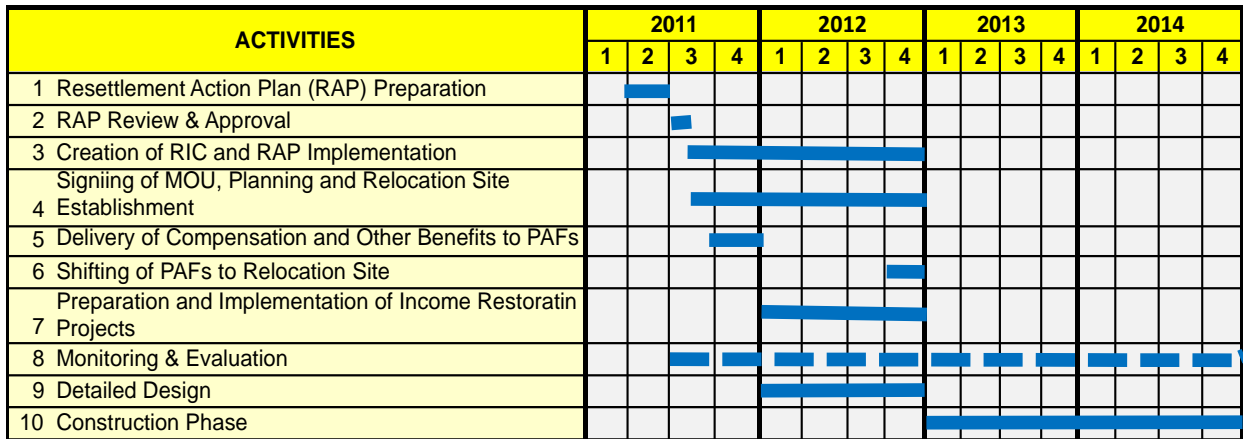 ACTIVITIES
2011 2012 2013 2014
1 2 3 4 1 2 3 4 1 2 3 4 1 2 3 4
1 Resettlement Action Plan (RAP) Preparation
2 RAP Review & Approval
3 Creation of RIC and RAP Implementation
Signiing of MOU, Planning and Relocation Site
4 Establishment
5 Delivery of Compensation and Other Benefits to PAFs
6 Shifting of PAFs to Relocation Site
Preparation and Implementation of Income Restoratin
7 Projects
8 Monitoring & Evaluation
9 Detailed Design
10 Construction Phase